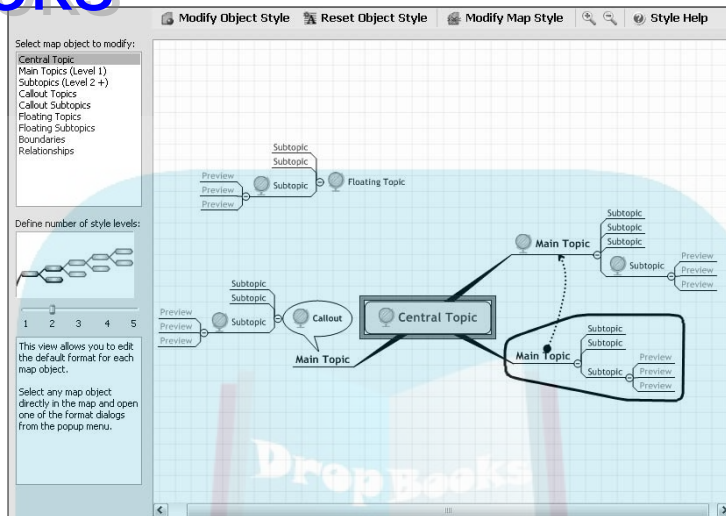 Modify Object Style Reset Object Style Modify Map Style Style Help
Select map object to modify:
Central Topic
Main Topics (Level 1)
Subtopics (Level 2 +)
Callout Topics
Callout Subtopics
Floating Topics
Floating Subtopics
Boundaries
Relationships
Define number of style levels:
1 2 3 4 5
This view allows you to edit
the default format for each
map object.
Select any map object
directly in the map and open
one of the format dialogs
from the popup menu.
Subtopic
Subtopic
Preview
Preview
Preview
Subtopic
Floating Topic
Subtopic
Subtopic
Subtopic
Main Topic
Subtopic
Preview
Preview
Preview
Subtopic
Subtopic
Preview
Preview
Preview
Subtopic
Callout
Main Topic
Central Topic
Subtopic
Subtopic
Main Topic
Subtopic
Preview
Preview
Preview
Drop Books